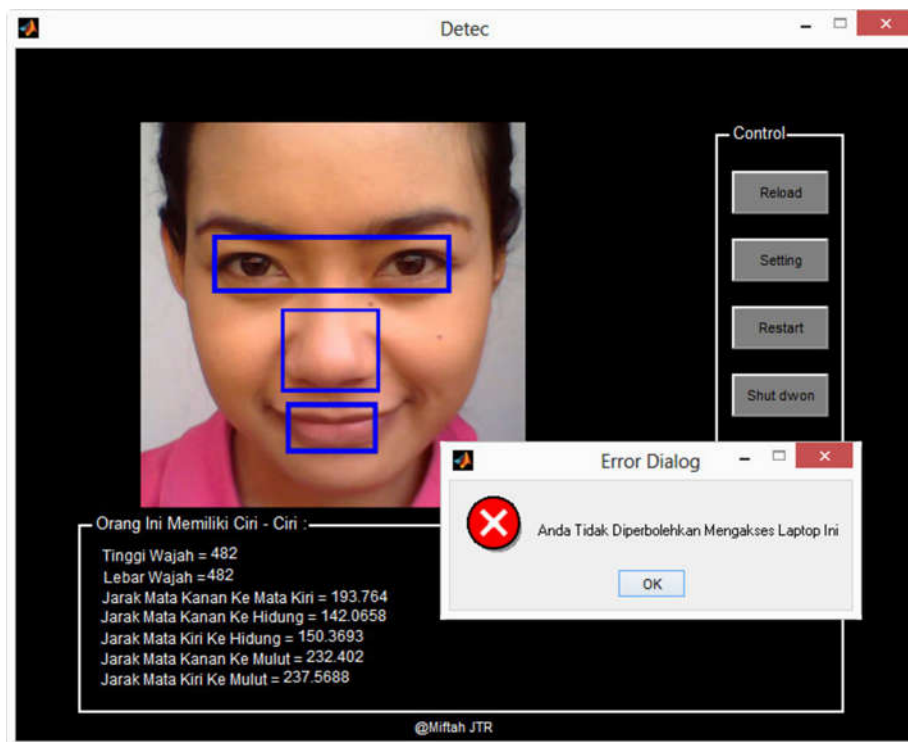 Detec
Control
Reload
Setting
Restart
Shut dwon
Error Dialog
Anda Tidak Diperbolehkan Mengakses Laptop Ini
OK
Orang Ini Memiliki Ciri - Ciri :
Tinggi Wajah = 482
Lebar Wajah =482
Jarak Mata Kanan Ke Mata Kiri = 193.764
Jarak Mata Kanan Ke Hidung = 142.0658
Jarak Mata Kiri Ke Hidung = 150.3693
Jarak Mata Kanan Ke Mulut = 232.402
Jarak Mata Kiri Ke Mulut = 237.5688
@Miftah JTR